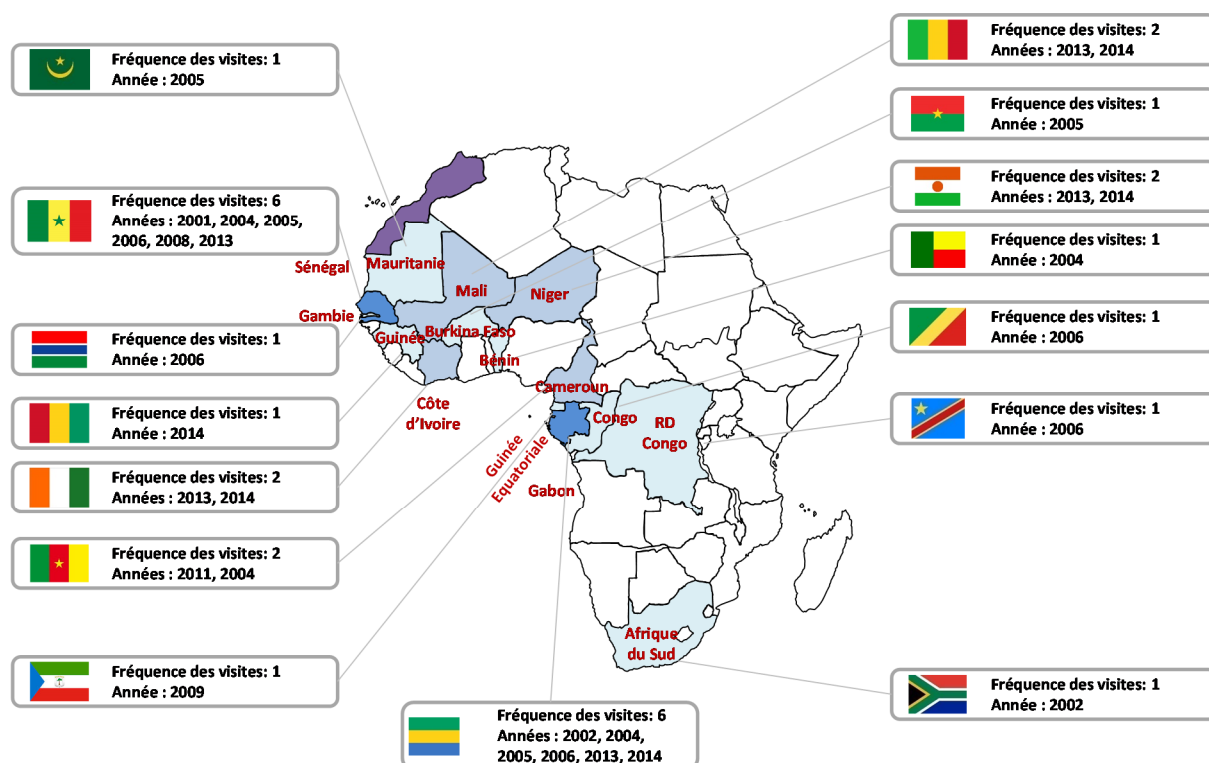 Fréquence des visites: 1
Année : 2005
Fréquence des visites: 6
Années : 2001, 2004, 2005,
2006, 2008, 2013
Fréquence des visites: 1
Année : 2006
Fréquence des visites: 1
Année : 2014
Fréquence des visites: 2
Années : 2013, 2014
Fréquence des visites: 2
Années : 2011, 2004
Fréquence des visites: 1
Année : 2009
Fréquence des visites: 6
Années : 2002, 2004,
2005, 2006, 2013, 2014
Sénégal
Mauritanie
Mali
Niger
Gambie
Guinée
Burkina Faso
Bénin
Côte
d’Ivoire
Cameroun
Congo
RD
Congo
Guinée
Equatoriale
Gabon
Afrique
du Sud
Fréquence des visites: 2
Années : 2013, 2014
Fréquence des visites: 1
Année : 2005
Fréquence des visites: 2
Années : 2013, 2014
Fréquence des visites: 1
Année : 2004
Fréquence des visites: 1
Année : 2006
Fréquence des visites: 1
Année : 2006
Fréquence des visites: 1
Année : 2002